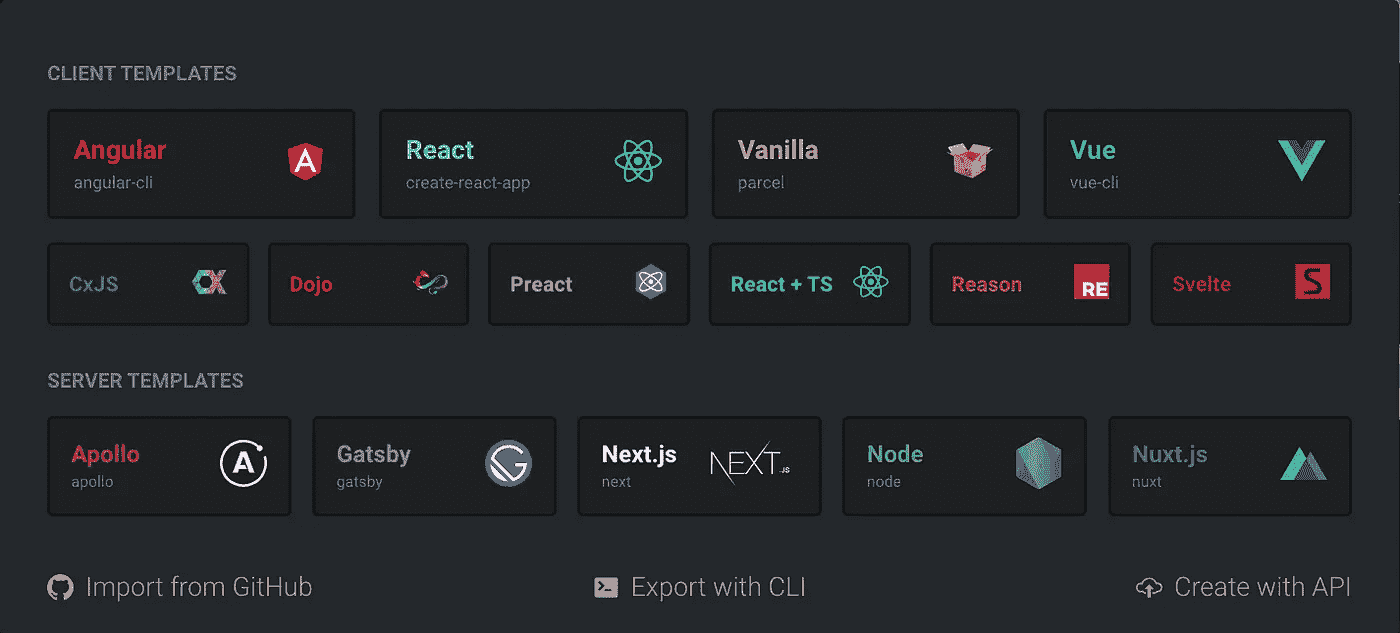 CLIENT TEMPLATES
Angular
angular-cli
A
React
create-react-app
Vanilla
parcel
Vue
vue-cli
CxJS
CX
Dojo
Preact
React + TS
Reason
RE
Svelte
S
SERVER TEMPLATES
Apollo
apollo
A
Gatsby
gatsby
G
Next.js
next
NEXT.JS
Node
node
Nuxt.js
nuxt
Import from GitHub
Export with CLI
Create with API